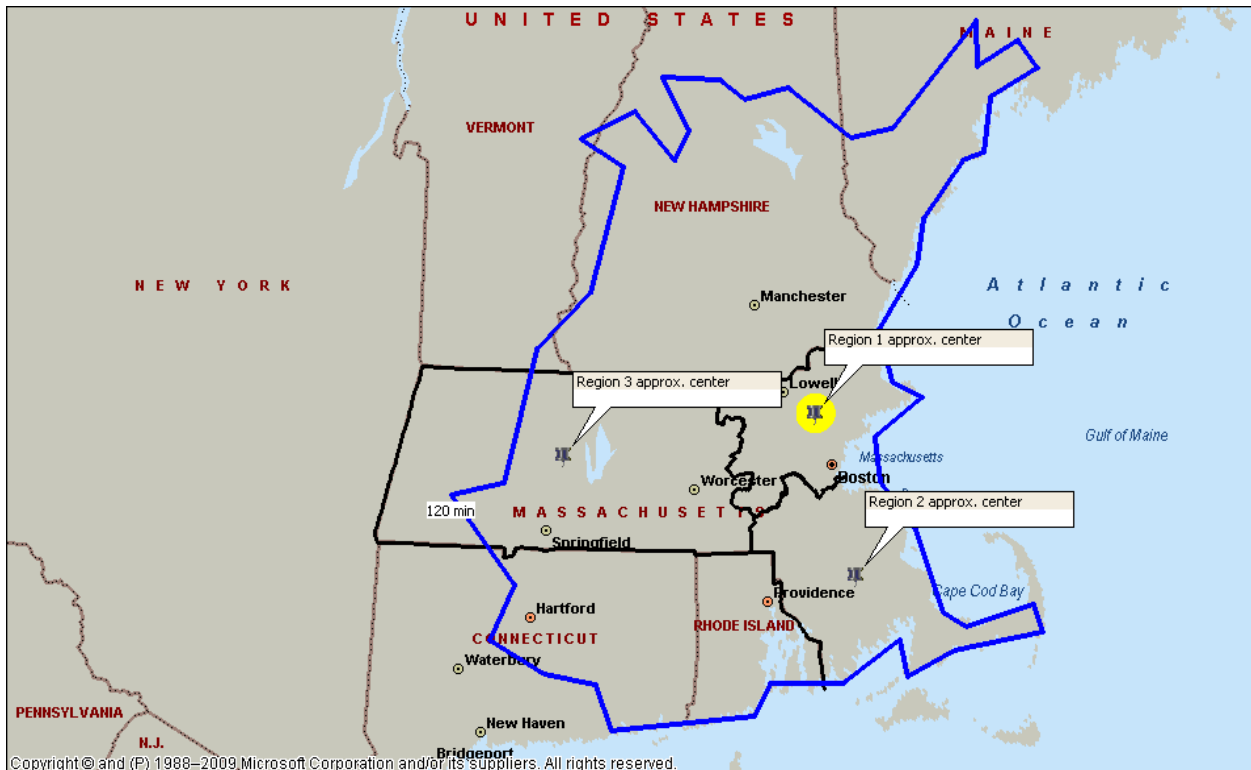 UNITED STATES
MAINE
VERMONT
NEW HAMPSHIRE
NEW YORK
Atlantic
Ocean
Manchester
Region 1 approx. center
Region 3 approx. center
Lowell
Gulf of Maine
Massachusetts
Boston
Worcester
Region 2 approx. center
120 min
MASSACHUSETTS
Springfield
Cape Cod Bay
Providence
Hartford
RHODE ISLAND
CONNECTICUT
Waterbury
PENNSYLVANIA
New Haven
N.J.
Bridgeport
Copyright © and (P) 1988–2009 Microsoft Corporation and/or its suppliers. All rights reserved.